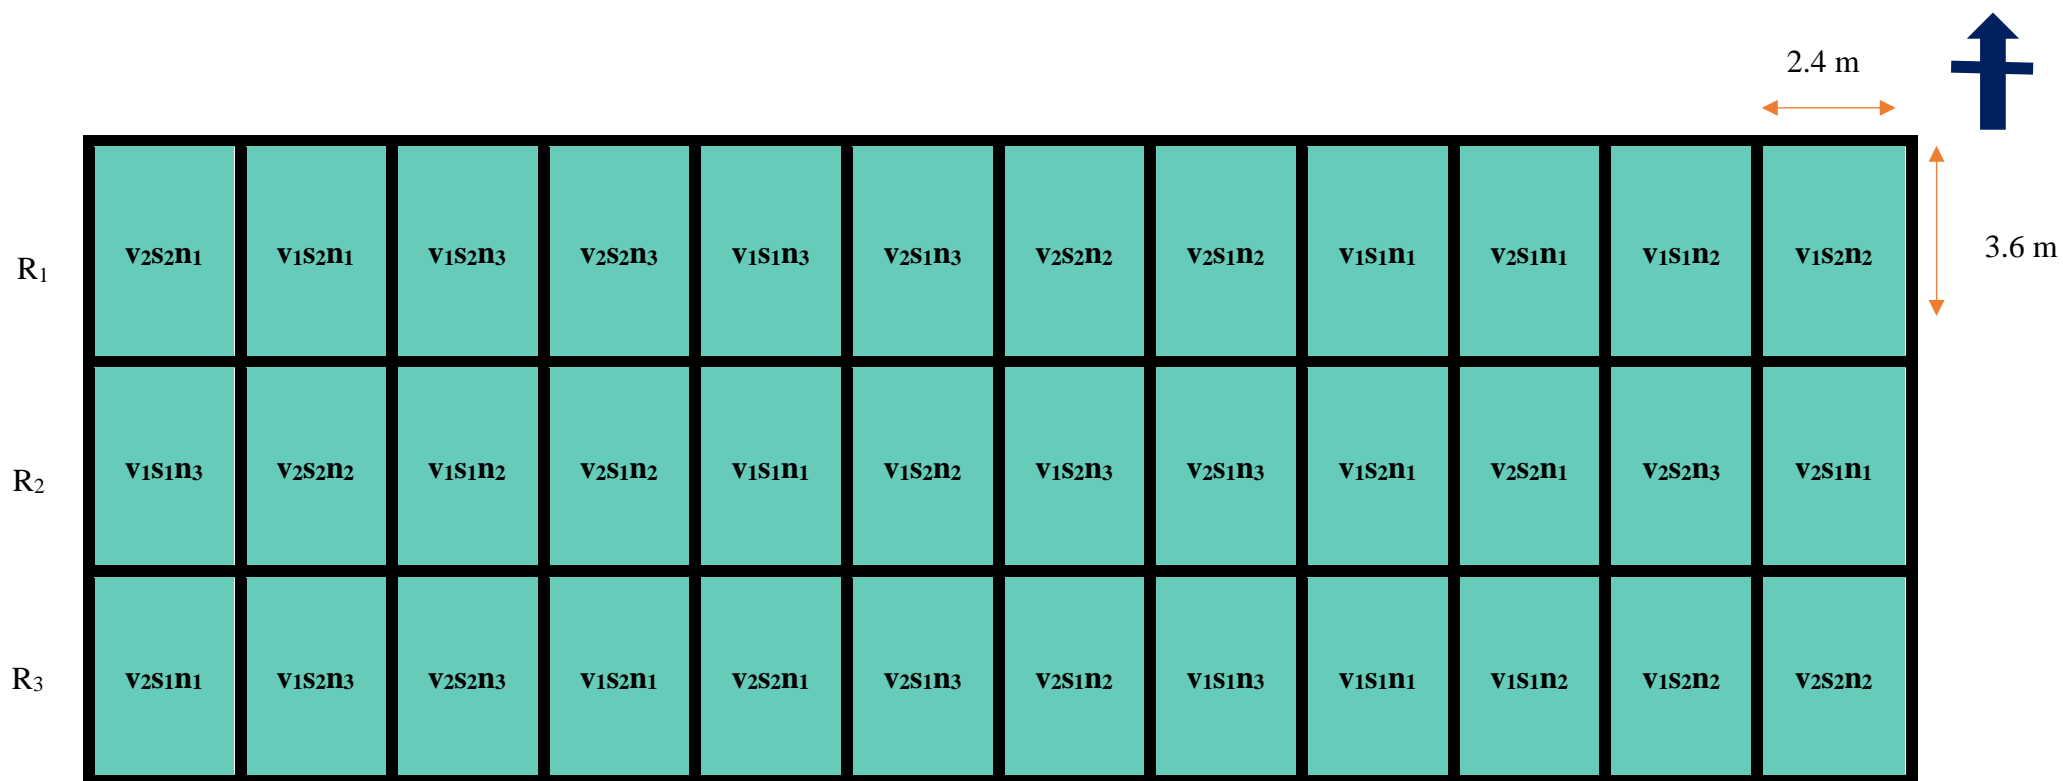 2.4 m
3.6 m
R₁ v₂s₂n₁ v₁s₂n₁ v₁s₂n₃ v₂s₂n₃ v₁s₁n₃ v₂s₁n₃ v₂s₂n₂ v₂s₁n₂ v₁s₁n₁ v₂s₁n₁ v₁s₁n₂ v₁s₂n₂
R₂ v₁s₁n₃ v₂s₂n₂ v₁s₁n₂ v₂s₁n₂ v₁s₁n₁ v₁s₂n₂ v₁s₂n₃ v₂s₁n₃ v₁s₂n₁ v₂s₂n₁ v₂s₂n₃ v₂s₁n₁
R₃ v₂s₁n₁ v₁s₂n₃ v₂s₂n₃ v₁s₂n₁ v₂s₂n₁ v₂s₁n₃ v₂s₁n₂ v₁s₁n₃ v₁s₁n₁ v₁s₁n₂ v₁s₂n₂ v₂s₂n₂